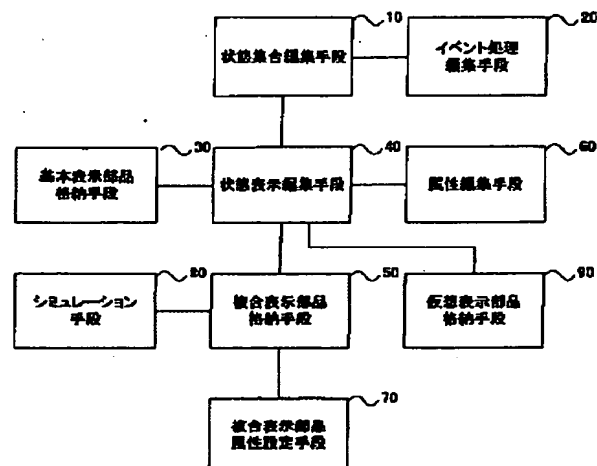 10
状態集合編集手段
20
イベント処理
編集手段
30
基本表示部品
格納手段
40
状態表示編集手段
60
属性編集手段
80
シミュレーション
手段
50
複合表示部品
格納手段
90
仮想表示部品
格納手段
70
複合表示部品
属性設定手段